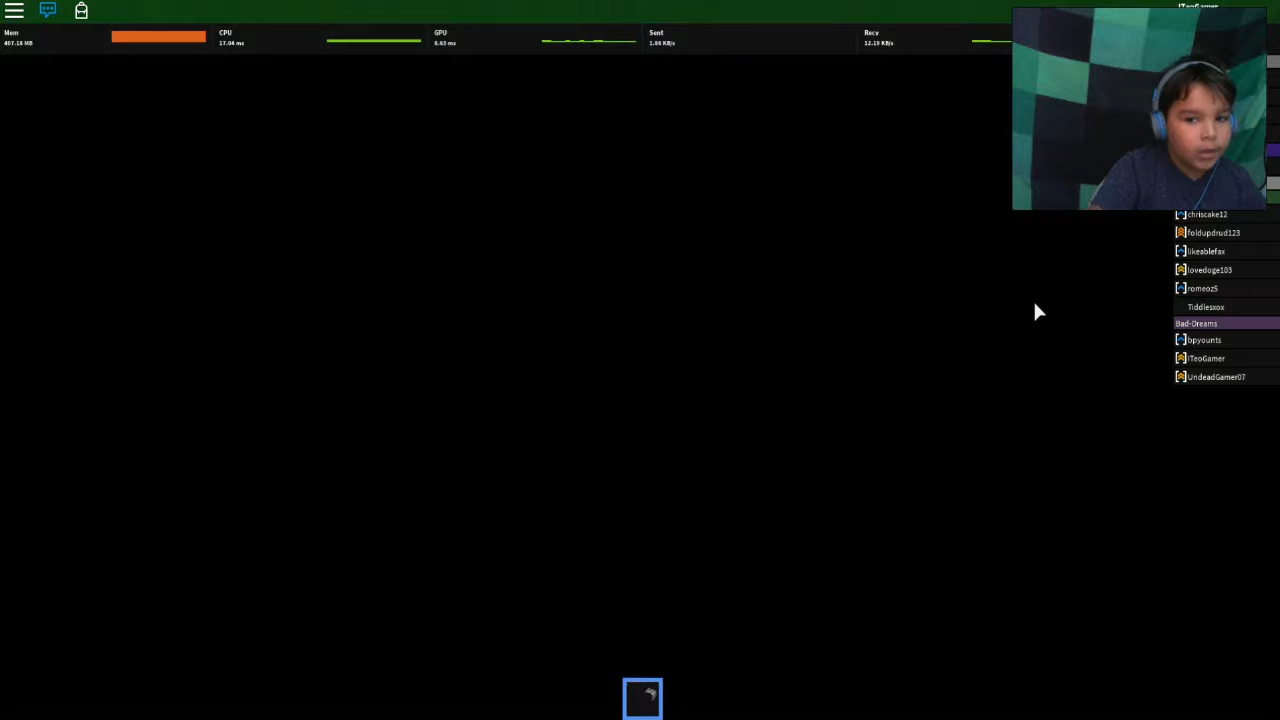 ITeoGamer
Mem
407.18 MB
CPU
17.04 ms
GPU
8.63 ms
Sent
1.86 KB/s
Recv
12.19 KB/s
chriscake12
foldupdrud123
likeablefax
lovedoge103
romeoz5
Tiddlesxox
Bad-Dreams
bpyounts
ITeoGamer
UndeadGamer07